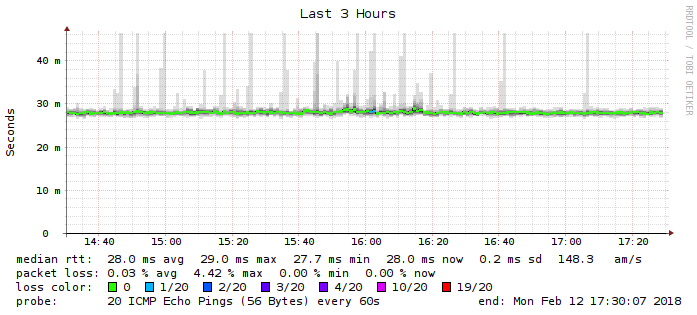 Last 3 Hours
RRDTOOL / TOBI OETIKER
Seconds
40 m
30 m
20 m
10 m
0
14:40 15:00 15:20 15:40 16:00 16:20 16:40 17:00 17:20
median rtt: 28.0 ms avg 29.0 ms max 27.7 ms min 28.0 ms now 0.2 ms sd 148.3 am/s
packet loss: 0.03 % avg 4.42 % max 0.00 % min 0.00 % now
loss color: 0 1/20 2/20 3/20 4/20 10/20 19/20
probe: 20 ICMP Echo Pings (56 Bytes) every 60s end: Mon Feb 12 17:30:07 2018